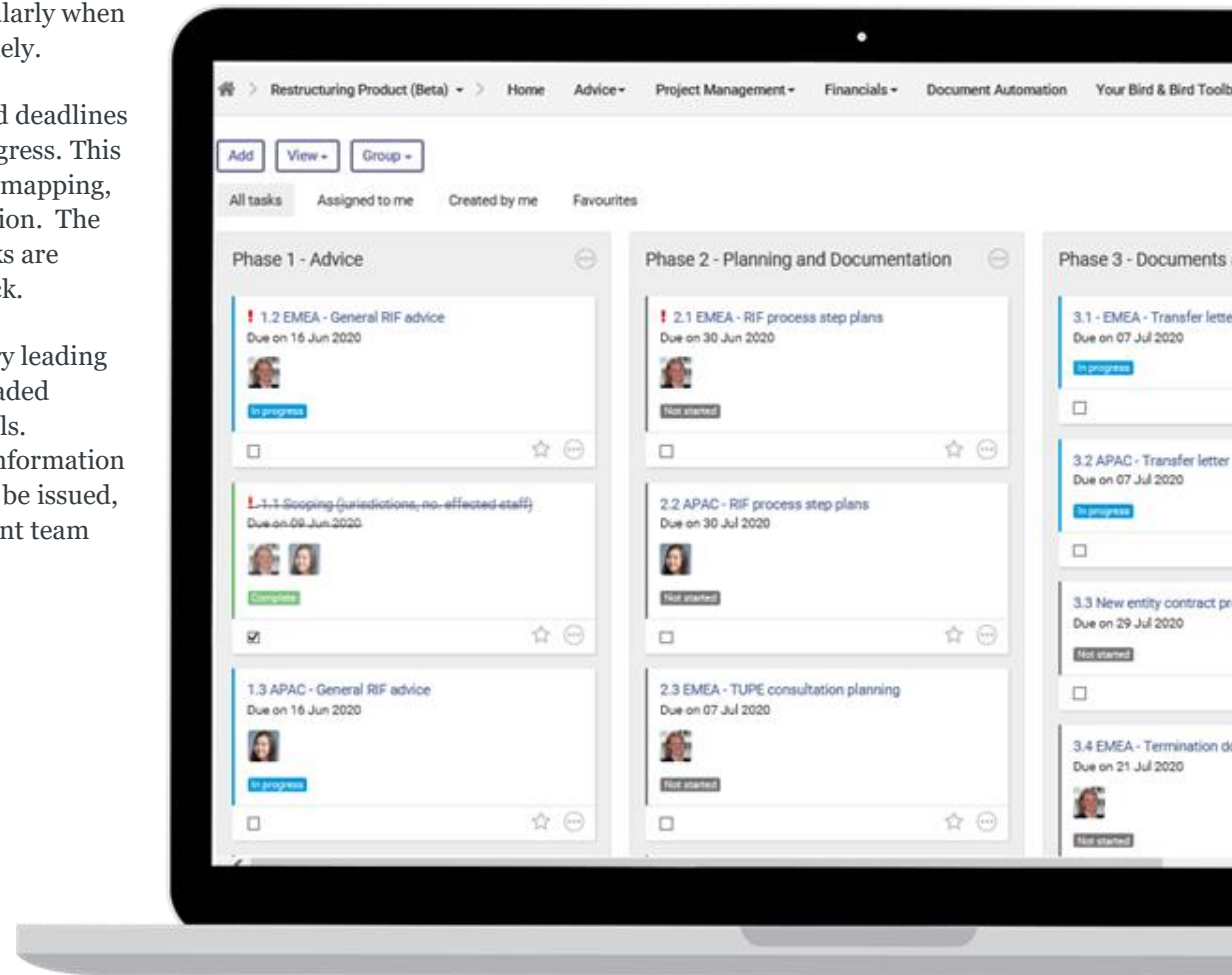 larly when
ely.
d deadlines
gress. This
mapping,
ion. The
ks are
ck.
y leading
aded
ls.
nformation
be issued,
nt team
Restructuring Product (Beta) Home Advice Project Management Financials Document Automation Your Bird & Bird Toolb
Add View Group
All tasks Assigned to me Created by me Favourites
Phase 1 - Advice
! 1.2 EMEA - General RIF advice
Due on 16 Jun 2020
In progress
! 1.1 Scoping (jurisdictions, no. effected staff)
Due on 09 Jun 2020
Complete
1.3 APAC - General RIF advice
Due on 16 Jun 2020
In progress
Phase 2 - Planning and Documentation
! 2.1 EMEA - RIF process step plans
Due on 30 Jun 2020
Not started
2.2 APAC - RIF process step plans
Due on 30 Jul 2020
Not started
2.3 EMEA - TUPE consultation planning
Due on 07 Jul 2020
Not started
Phase 3 - Documents
3.1 - EMEA - Transfer lette
Due on 07 Jul 2020
In progress
3.2 APAC - Transfer letter
Due on 07 Jul 2020
In progress
3.3 New entity contract pr
Due on 29 Jul 2020
Not started
3.4 EMEA - Termination do
Due on 21 Jul 2020
Not started